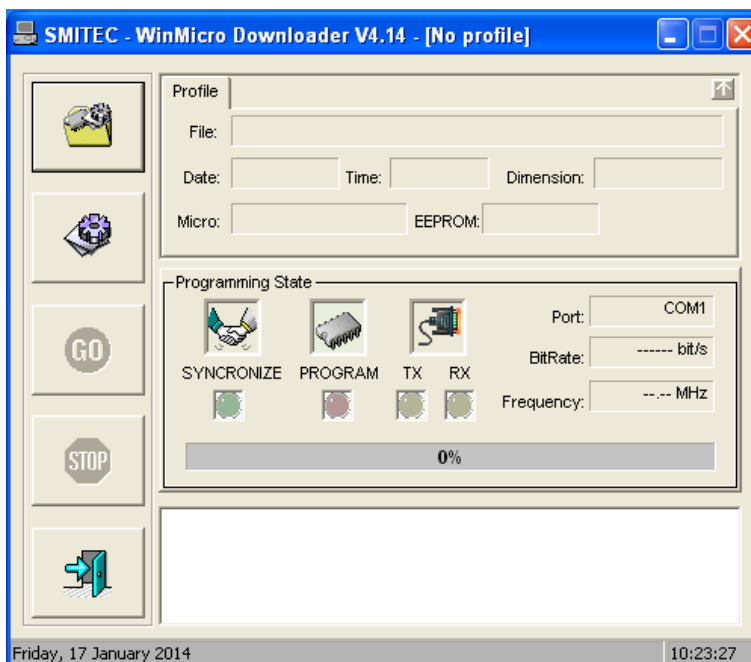 SMITEC - WinMicro Downloader V4.14 - [No profile]
Profile
File:
Date: Time: Dimension:
Micro: EEPROM:
GO
STOP
Programming State
SYNCRONIZE PROGRAM TX RX
Port: COM1
BitRate: ------ bit/s
Frequency: --.-- MHz
0%
Friday, 17 January 2014 10:23:27